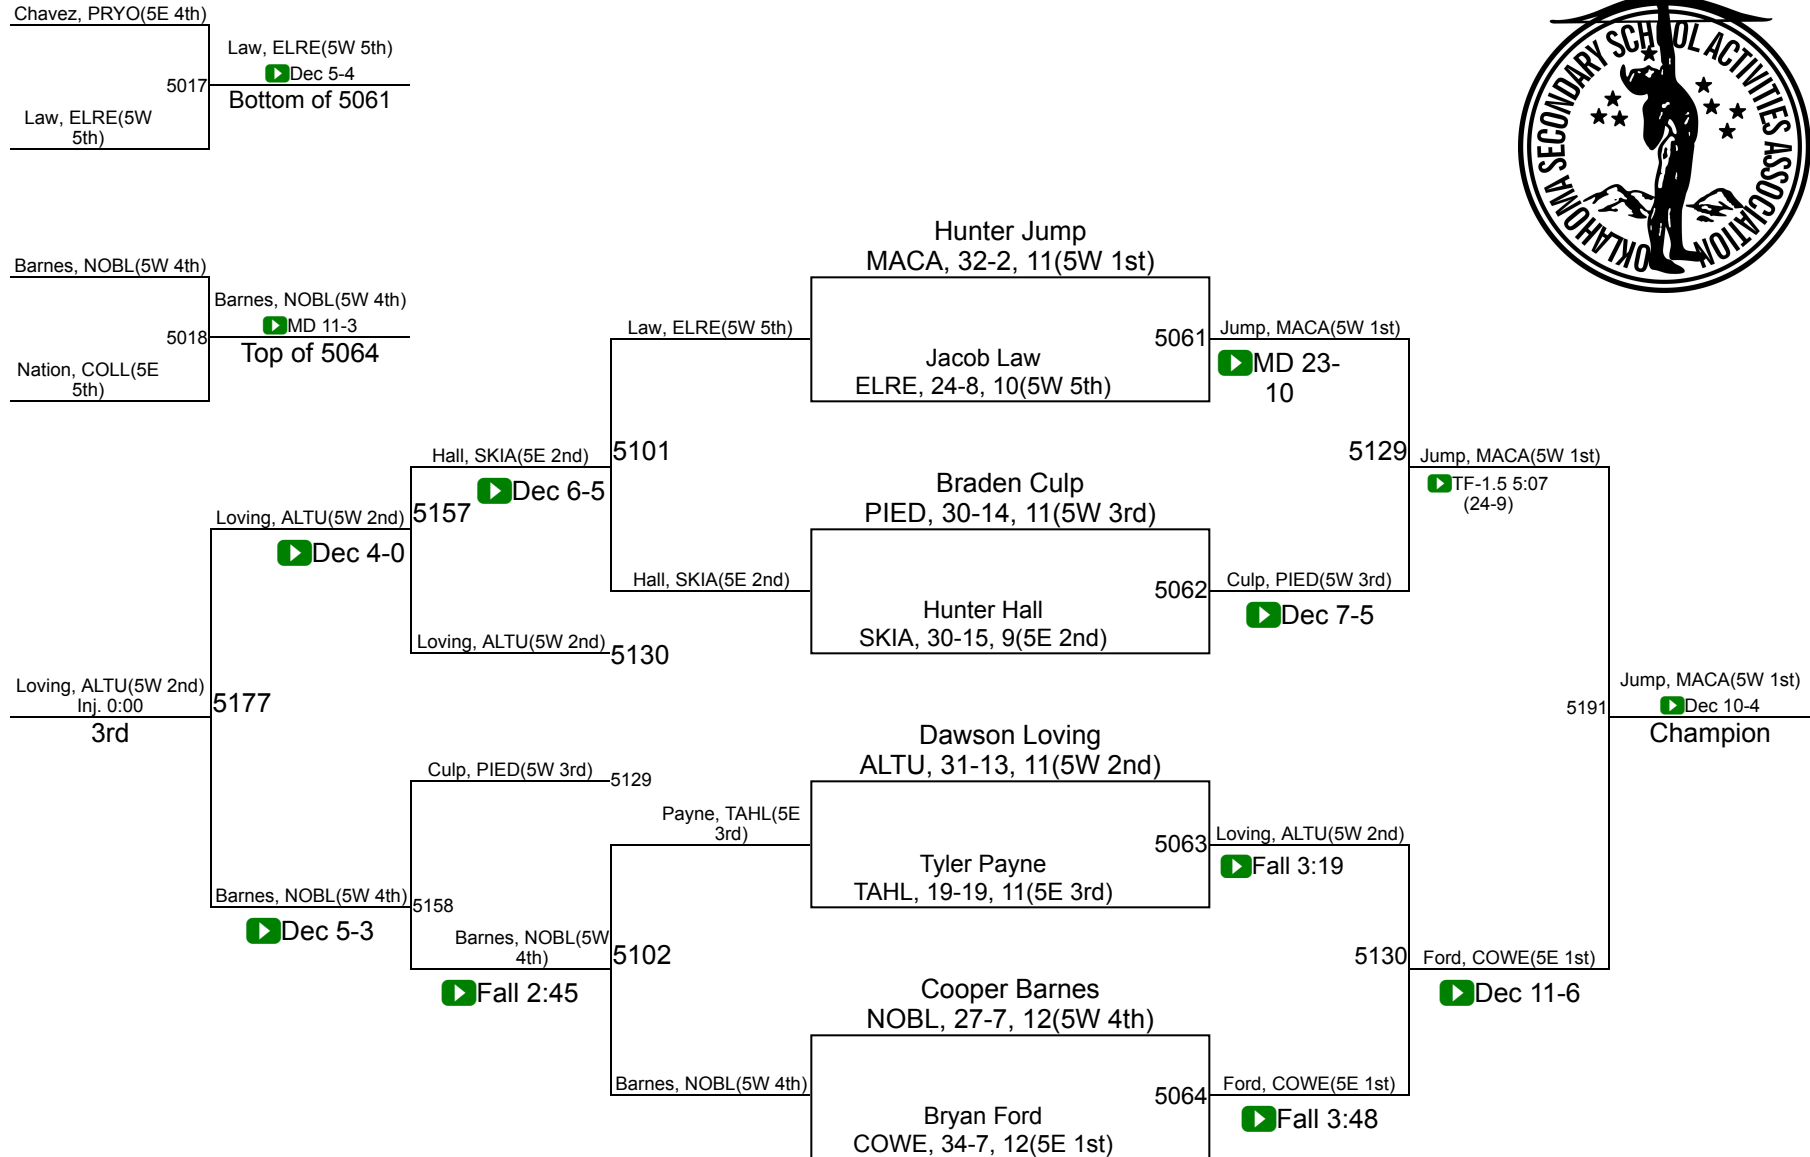 Chavez, PRYO(5E 4th)
Law, ELRE(5W 5th)
Dec 5-4
5017
Bottom of 5061
Law, ELRE(5W
5th)
OKLAHOMA SECONDARY SCHOOL ACTIVITIES ASSOCIATION
Barnes, NOBL(5W 4th)
Barnes, NOBL(5W 4th)
MD 11-3
5018
Top of 5064
Nation, COLL(5E
5th)
Hunter Jump
MACA, 32-2, 11(5W 1st)
Law, ELRE(5W 5th)
5061
Jump, MACA(5W 1st)
Jacob Law
ELRE, 24-8, 10(5W 5th)
MD 23-
10
Hall, SKIA(5E 2nd)
5101
5129
Jump, MACA(5W 1st)
Dec 6-5
TF-1.5 5:07
(24-9)
Braden Culp
PIED, 30-14, 11(5W 3rd)
Loving, ALTU(5W 2nd)
5157
Dec 4-0
Hall, SKIA(5E 2nd)
5062
Culp, PIED(5W 3rd)
Hunter Hall
SKIA, 30-15, 9(5E 2nd)
Dec 7-5
Loving, ALTU(5W 2nd)
5130
Loving, ALTU(5W 2nd)
Inj. 0:00
5177
3rd
5191
Jump, MACA(5W 1st)
Dec 10-4
Champion
Dawson Loving
ALTU, 31-13, 11(5W 2nd)
Culp, PIED(5W 3rd)
5129
Payne, TAHL(5E
3rd)
5063
Loving, ALTU(5W 2nd)
Tyler Payne
TAHL, 19-19, 11(5E 3rd)
Fall 3:19
Barnes, NOBL(5W 4th)
5158
Dec 5-3
Barnes, NOBL(5W
4th)
5102
Fall 2:45
5130
Ford, COWE(5E 1st)
Dec 11-6
Cooper Barnes
NOBL, 27-7, 12(5W 4th)
Barnes, NOBL(5W 4th)
5064
Ford, COWE(5E 1st)
Bryan Ford
COWE, 34-7, 12(5E 1st)
Fall 3:48